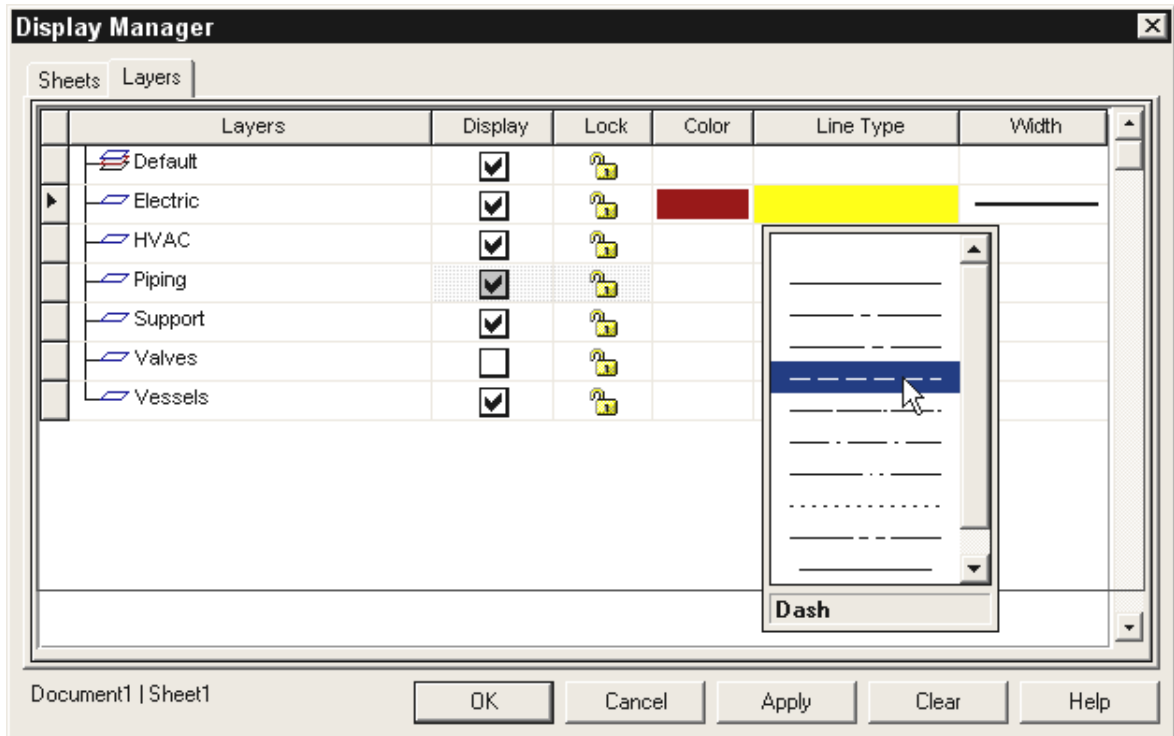 Display Manager
Sheets Layers
Layers Display Lock Color Line Type Width
Default
Electric
HVAC
Piping
Support
Valves
Vessels
Dash
Document1 | Sheet1 OK Cancel Apply Clear Help